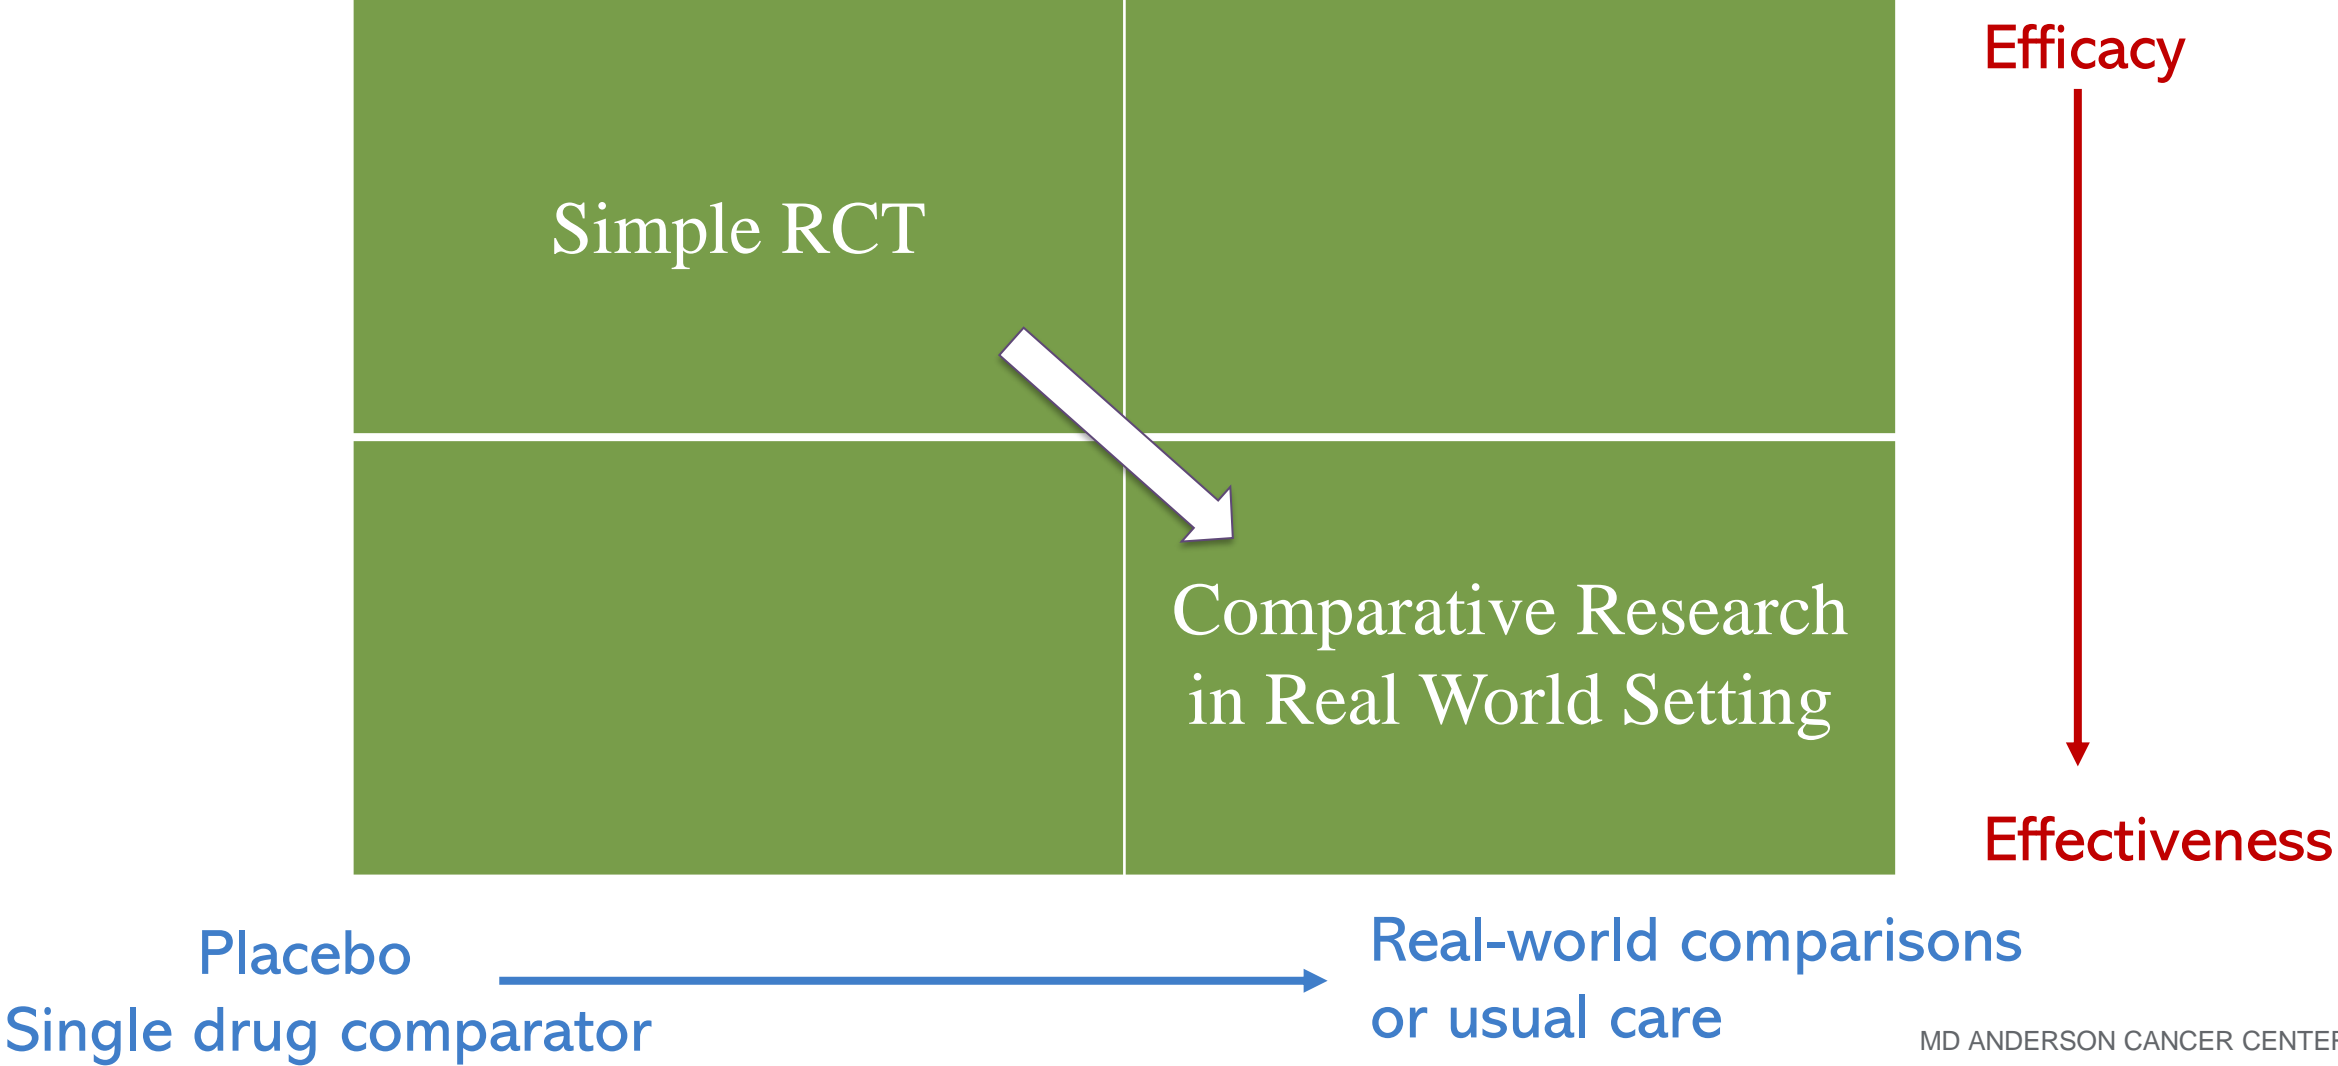 Efficacy
Simple RCT
Comparative Research
in Real World Setting
Effectiveness
Placebo
Single drug comparator
Real-world comparisons
or usual care
MD ANDERSON CANCER CENTER